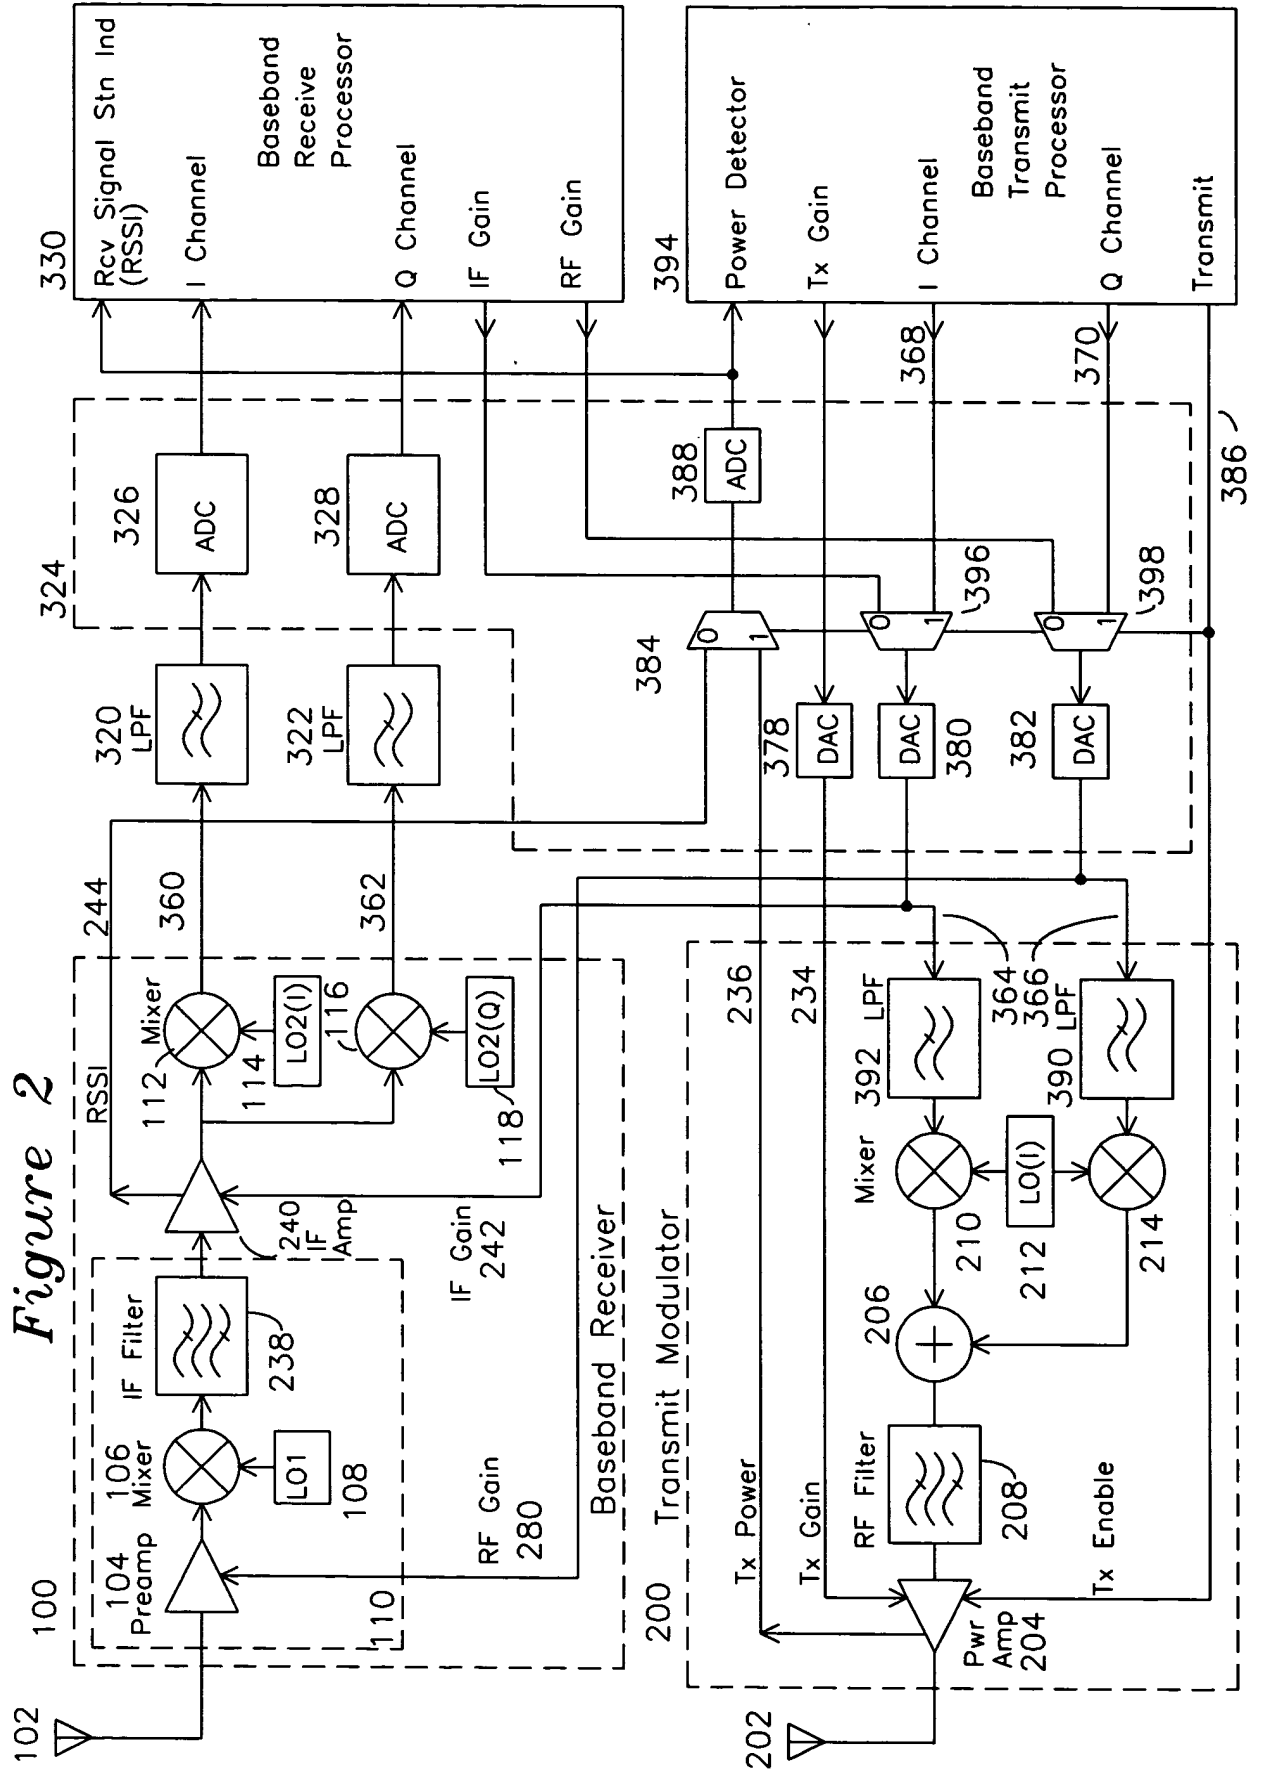 Figure 2
102
100
104
Preamp
106
Mixer
LO1
108
110
IF Filter
238
240
IF
Amp
RSSI
244
112
Mixer
114
LO2(I)
116
LO2(Q)
118
360
362
IF Gain
242
RF Gain
280
Baseband Receiver
320
LPF
322
LPF
324
326
ADC
328
ADC
330
Rcv Signal Stn Ind
(RSSI)
I Channel
Baseband
Receive
Processor
Q Channel
IF Gain
RF Gain
202
200
Transmit Modulator
Tx Power
236
Tx Gain
234
Pwr
Amp
204
RF Filter
208
Tx Enable
206
Mixer
210
LO(I)
212
214
392
LPF
390
LPF
364
366
384
0
1
378
DAC
DAC
380
382
DAC
0
1
396
0
1
398
388
ADC
394
Power Detector
Tx Gain
I Channel
368
Baseband
Transmit
Processor
Q Channel
370
Transmit
386